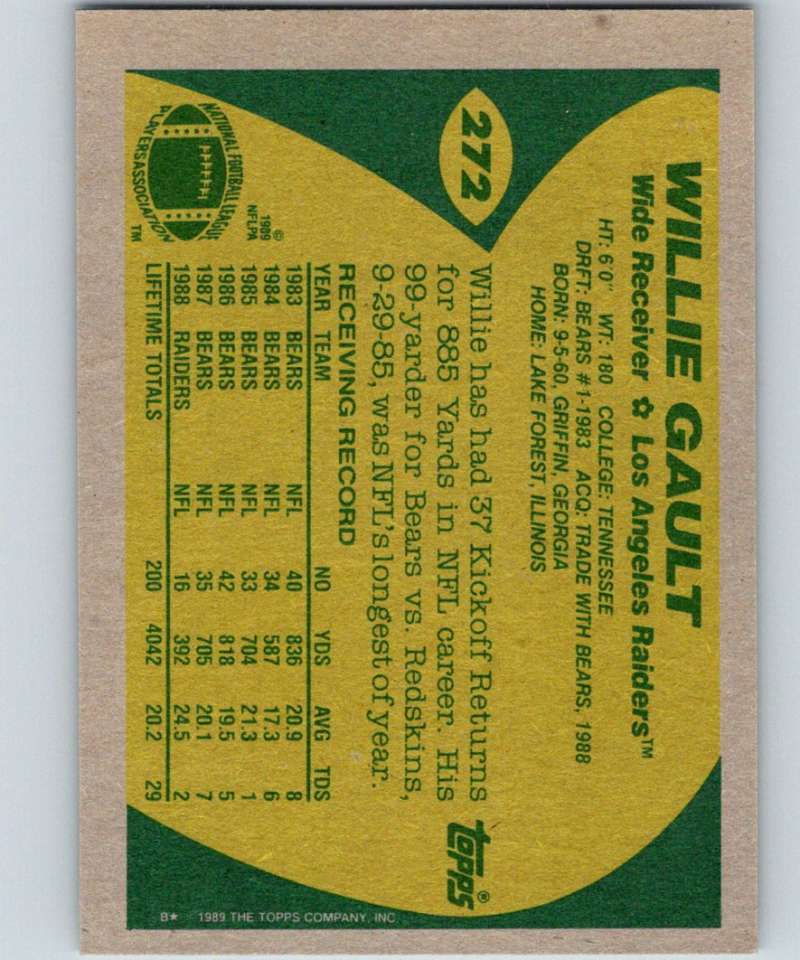 272
WILLIE GAULT
Wide Receiver ✿ Los Angeles Raiders™
HT: 6'0" WT: 180 COLLEGE: TENNESSEE
DRFT: BEARS #1-1983 ACQ: TRADE WITH BEARS, 1988
BORN: 9-5-60, GRIFFIN, GEORGIA
HOME: LAKE FOREST, ILLINOIS
Willie has had 37 Kickoff Returns
for 885 Yards in NFL career. His
99-yarder for Bears vs. Redskins,
9-29-85, was NFL's longest of year.
topps®
NATIONAL FOOTBALL LEAGUE
PLAYERS ASSOCIATION
TM
©
1989
NFLPA
RECEIVING RECORD
YEAR TEAM NO YDS AVG TDS
1983 BEARS NFL 40 836 20.9 8
1984 BEARS NFL 34 587 17.3 6
1985 BEARS NFL 33 704 21.3 1
1986 BEARS NFL 42 818 19.5 5
1987 BEARS NFL 35 705 20.1 7
1988 RAIDERS NFL 16 392 24.5 2
LIFETIME TOTALS 200 4042 20.2 29
B★ 1989 THE TOPPS COMPANY, INC.